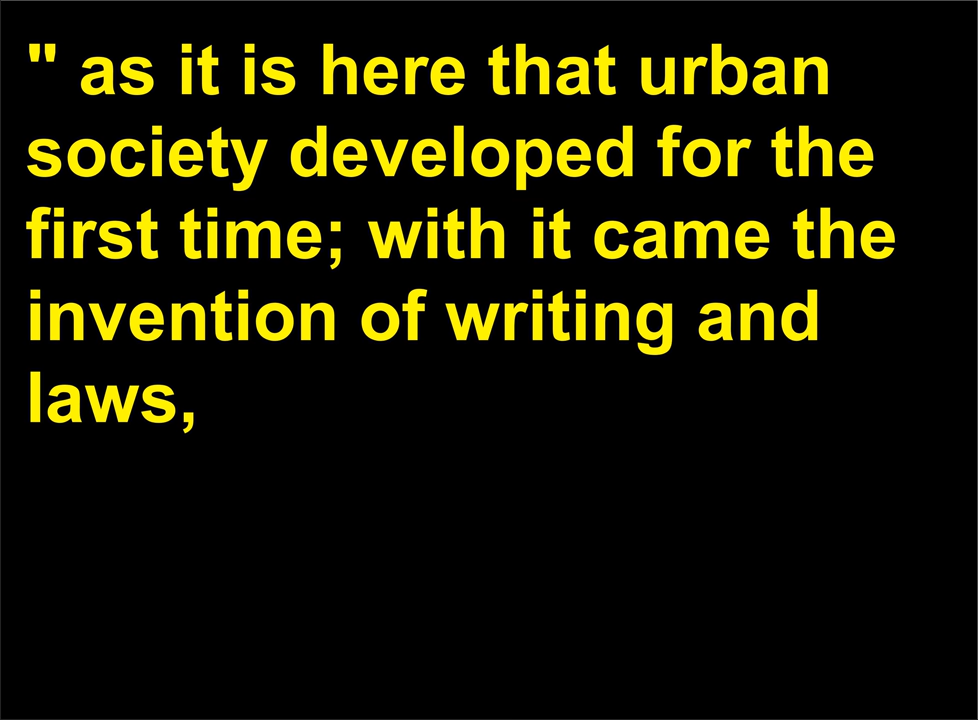 " as it is here that urban
society developed for the
first time; with it came the
invention of writing and
laws,